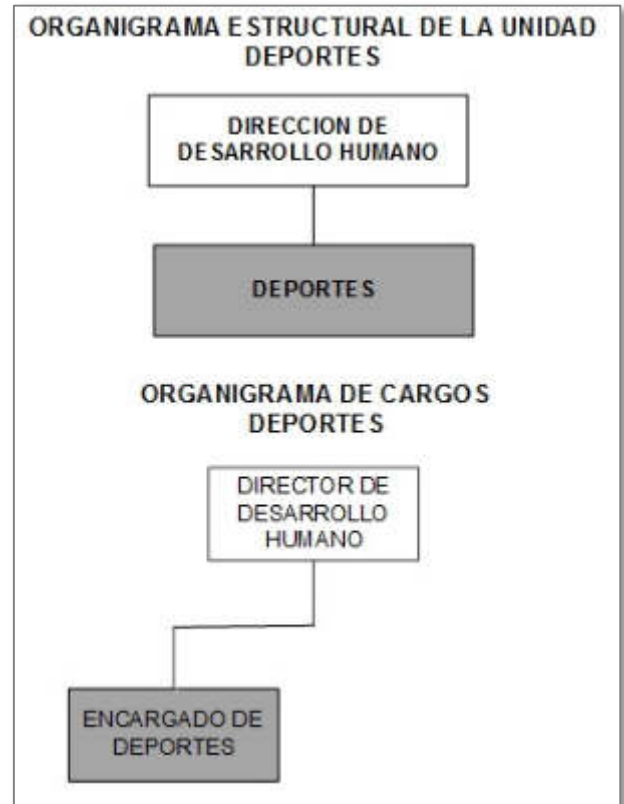 ORGANIGRAMA ESTRUCTURAL DE LA UNIDAD
DEPORTES
DIRECCION DE
DESARROLLO HUMANO
DEPORTES
ORGANIGRAMA DE CARGOS
DEPORTES
DIRECTOR DE
DESARROLLO
HUMANO
ENCARGADO DE
DEPORTES